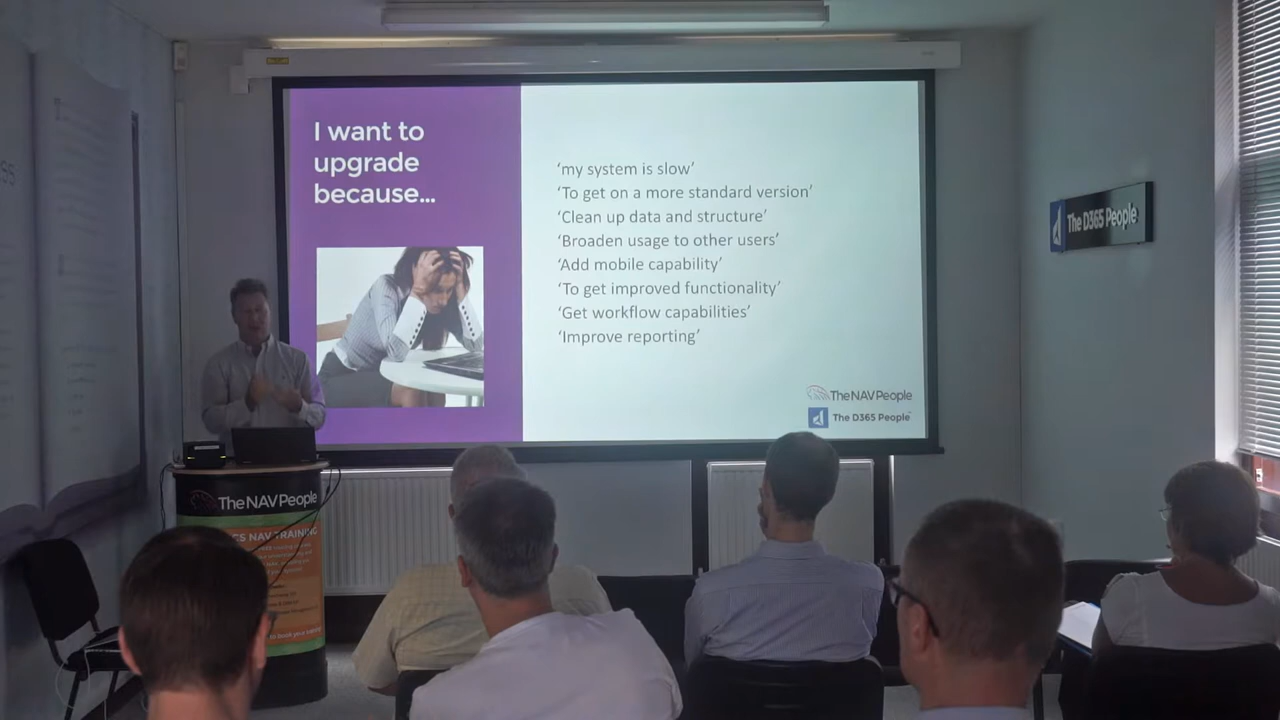 I want to
upgrade
because...
‘my system is slow’
‘To get on a more standard version’
‘Clean up data and structure’
‘Broaden usage to other users’
‘Add mobile capability’
‘To get improved functionality’
‘Get workflow capabilities’
‘Improve reporting’
TheNAVPeople
The D365 People
The D365 People
TheNAVPeople
NAV TRAINING